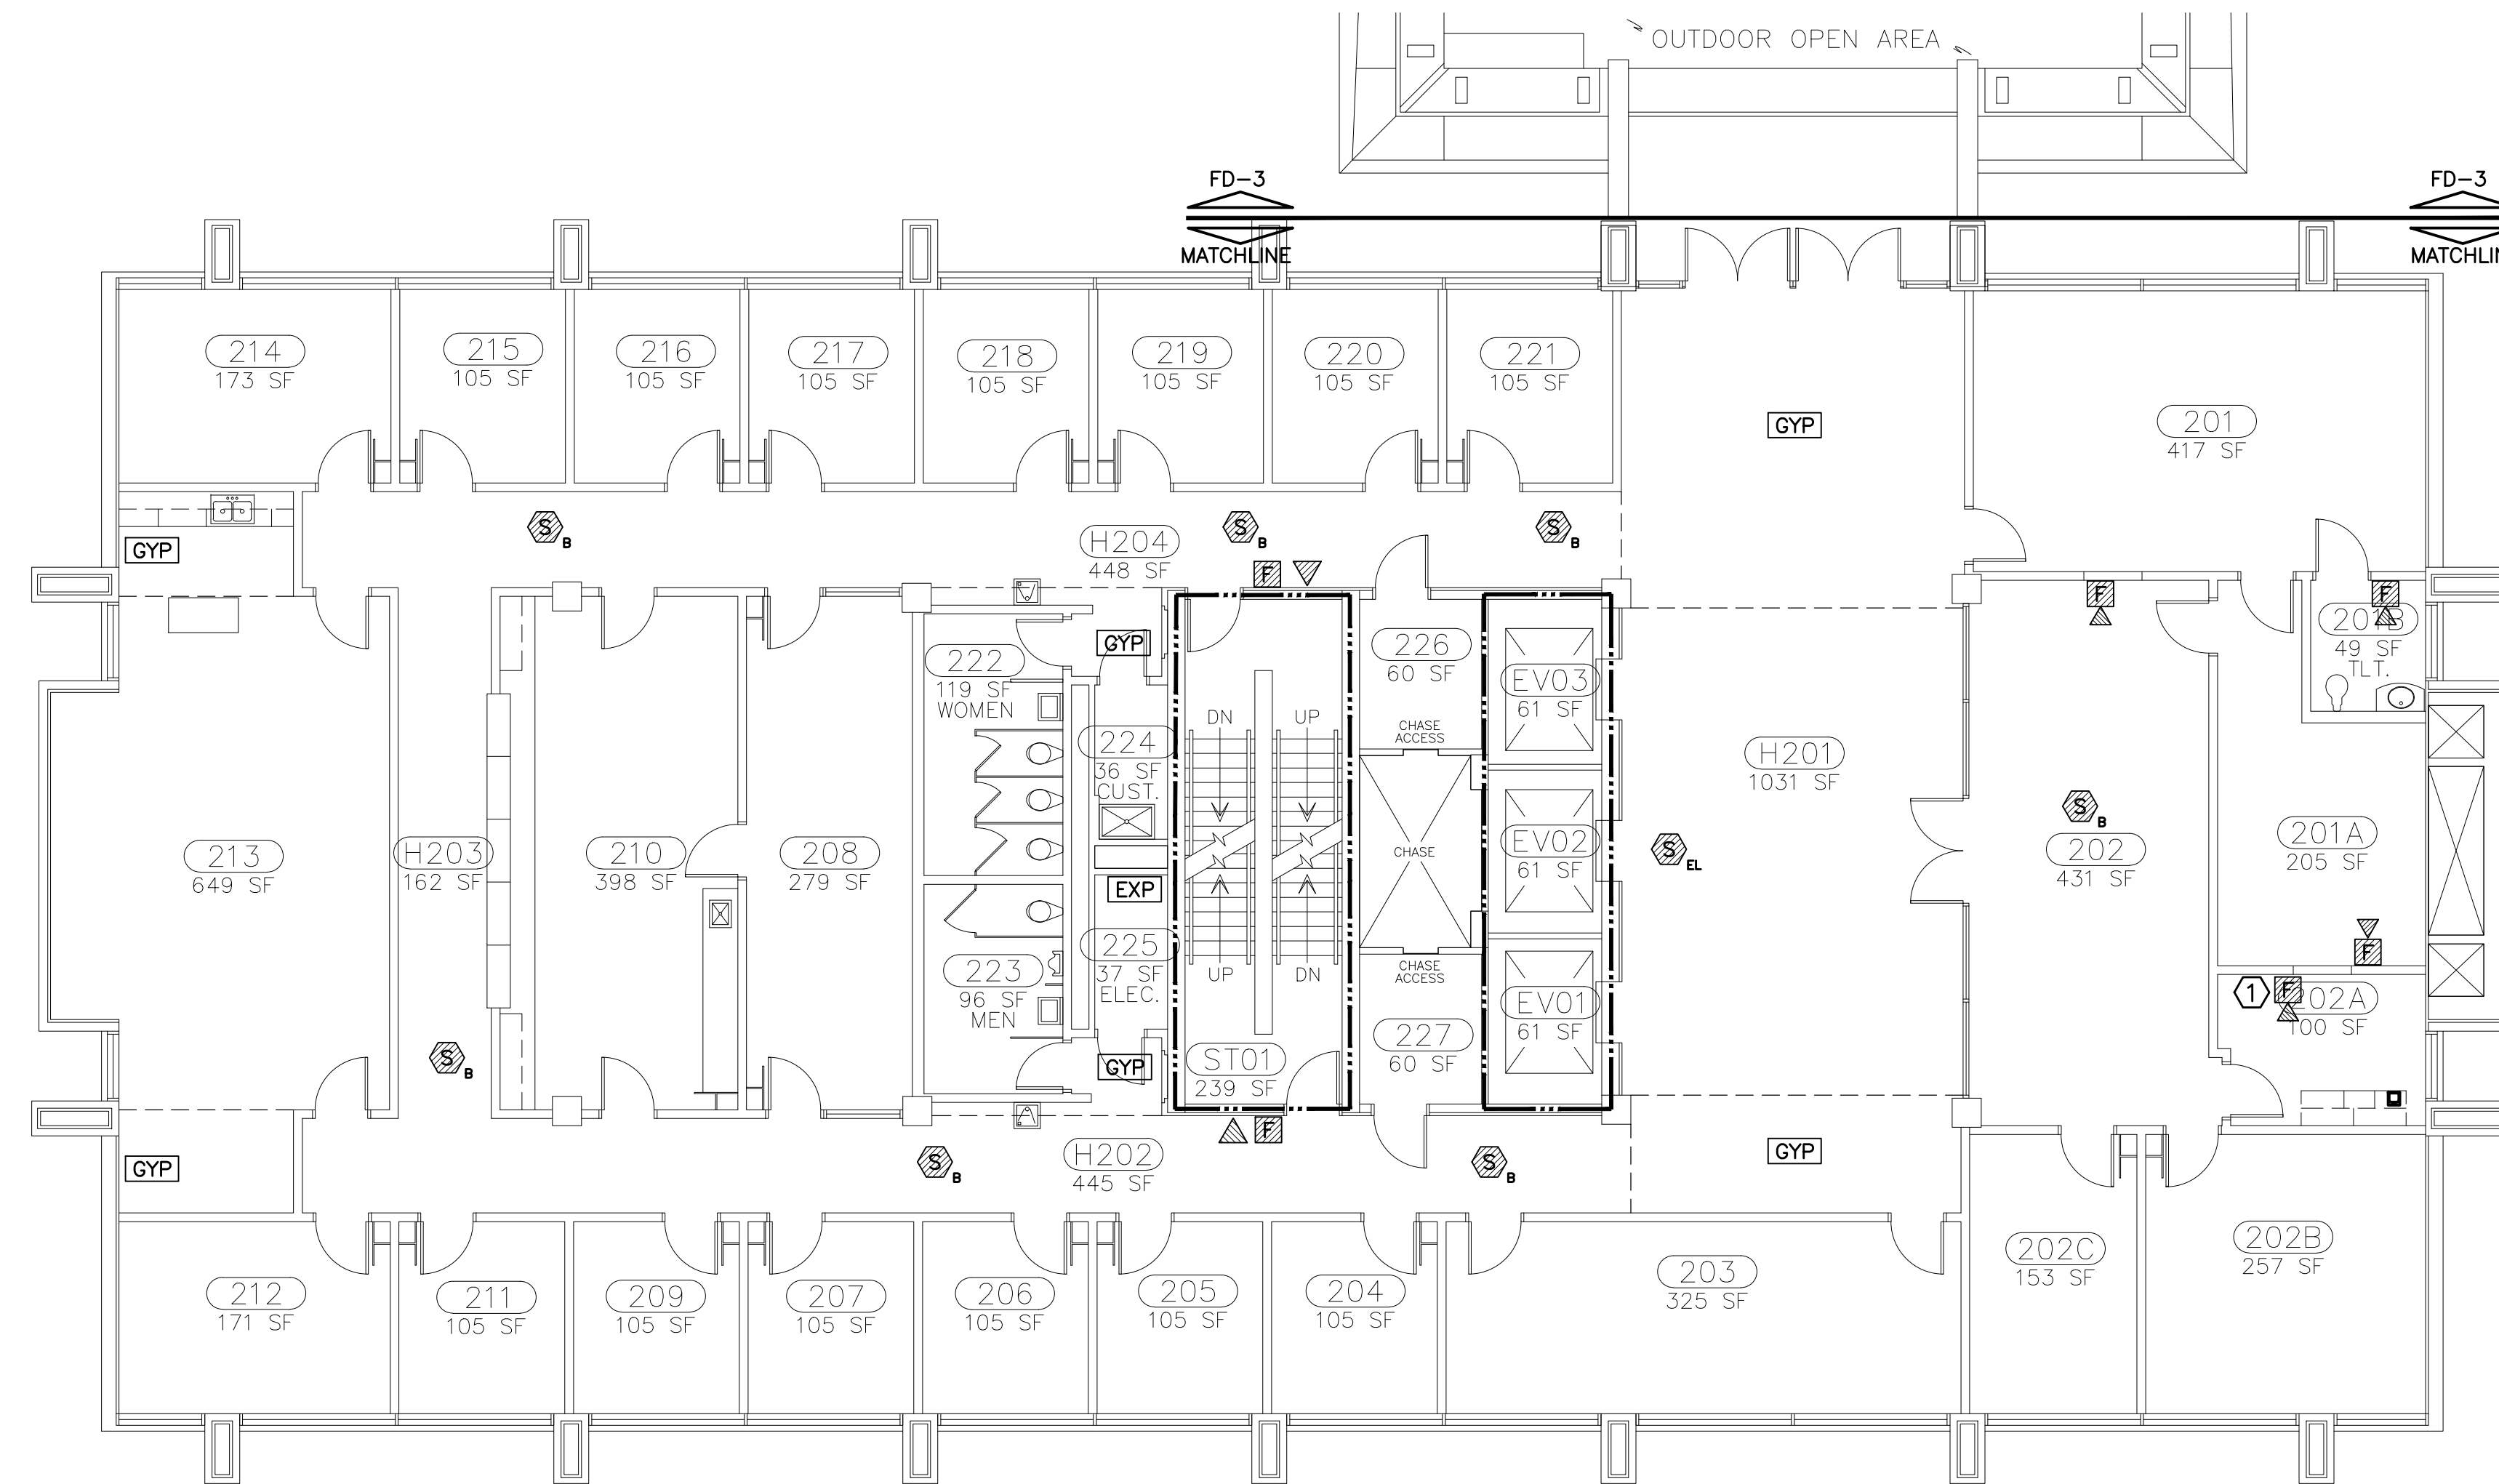 OUTDOOR OPEN AREA
FD-3
FD-3
MATCHLINE
214
173 SF
215
105 SF
216
105 SF
217
105 SF
218
105 SF
219
105 SF
220
105 SF
221
105 SF
GYP
201
417 SF
S
B
S
B
S
B
H204
448 SF
GYP
F
F
F
201B
49 SF
TLT.
GYP
222
119 SF
WOMEN
226
60 SF
EV03
61 SF
224
36 SF
CUST.
DN
UP
CHASE
ACCESS
H201
1031 SF
S
B
213
649 SF
H203
162 SF
210
398 SF
208
279 SF
CHASE
EV02
61 SF
S
EL
202
431 SF
201A
205 SF
EXP
225
37 SF
ELEC.
223
96 SF
MEN
UP
DN
CHASE
ACCESS
EV01
61 SF
F
1
F
202A
100 SF
S
B
GYP
ST01
239 SF
227
60 SF
F
GYP
S
B
H202
445 SF
S
B
GYP
212
171 SF
211
105 SF
209
105 SF
207
105 SF
206
105 SF
205
105 SF
204
105 SF
203
325 SF
202C
153 SF
202B
257 SF